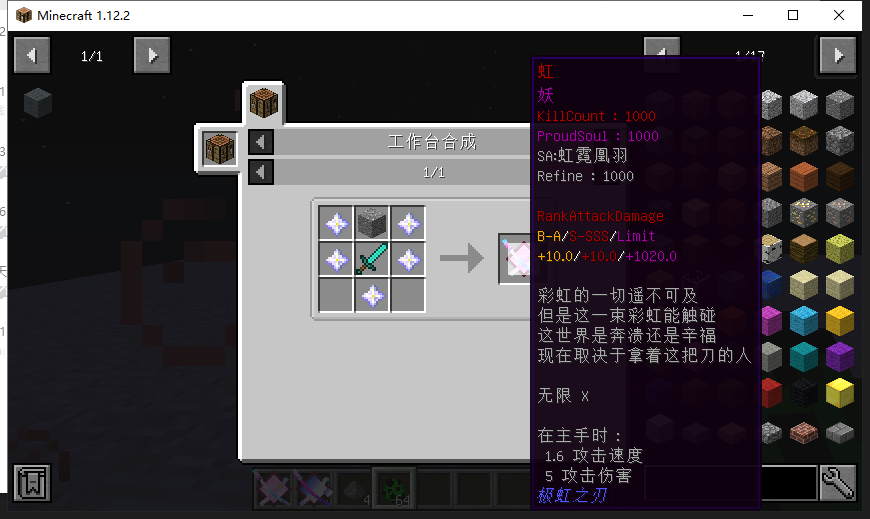 Minecraft 1.12.2
1/1
1/17
工作台合成
1/1
4
64
虹
妖
KillCount : 1000
ProudSoul : 1000
SA:虹霓凰羽
Refine : 1000
RankAttackDamage
B-A/S-SSS/Limit
+10.0/+10.0/+1020.0
彩虹的一切遥不可及
但是这一束彩虹能触碰
这世界是奔溃还是辛福
现在取决于拿着这把刀的人
无限 X
在主手时：
1.6 攻击速度
5 攻击伤害
极虹之刃